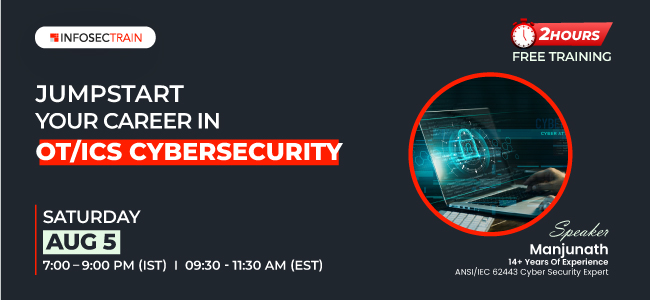 INFOSECTRAIN
2HOURS
FREE TRAINING
JUMPSTART
YOUR CAREER IN
OT/ICS CYBERSECURITY
SATURDAY
AUG 5
7:00 – 9:00 PM (IST) I 09:30 - 11:30 AM (EST)
Speaker
Manjunath
14+ Years Of Experience
ANSI/IEC 62443 Cyber Security Expert